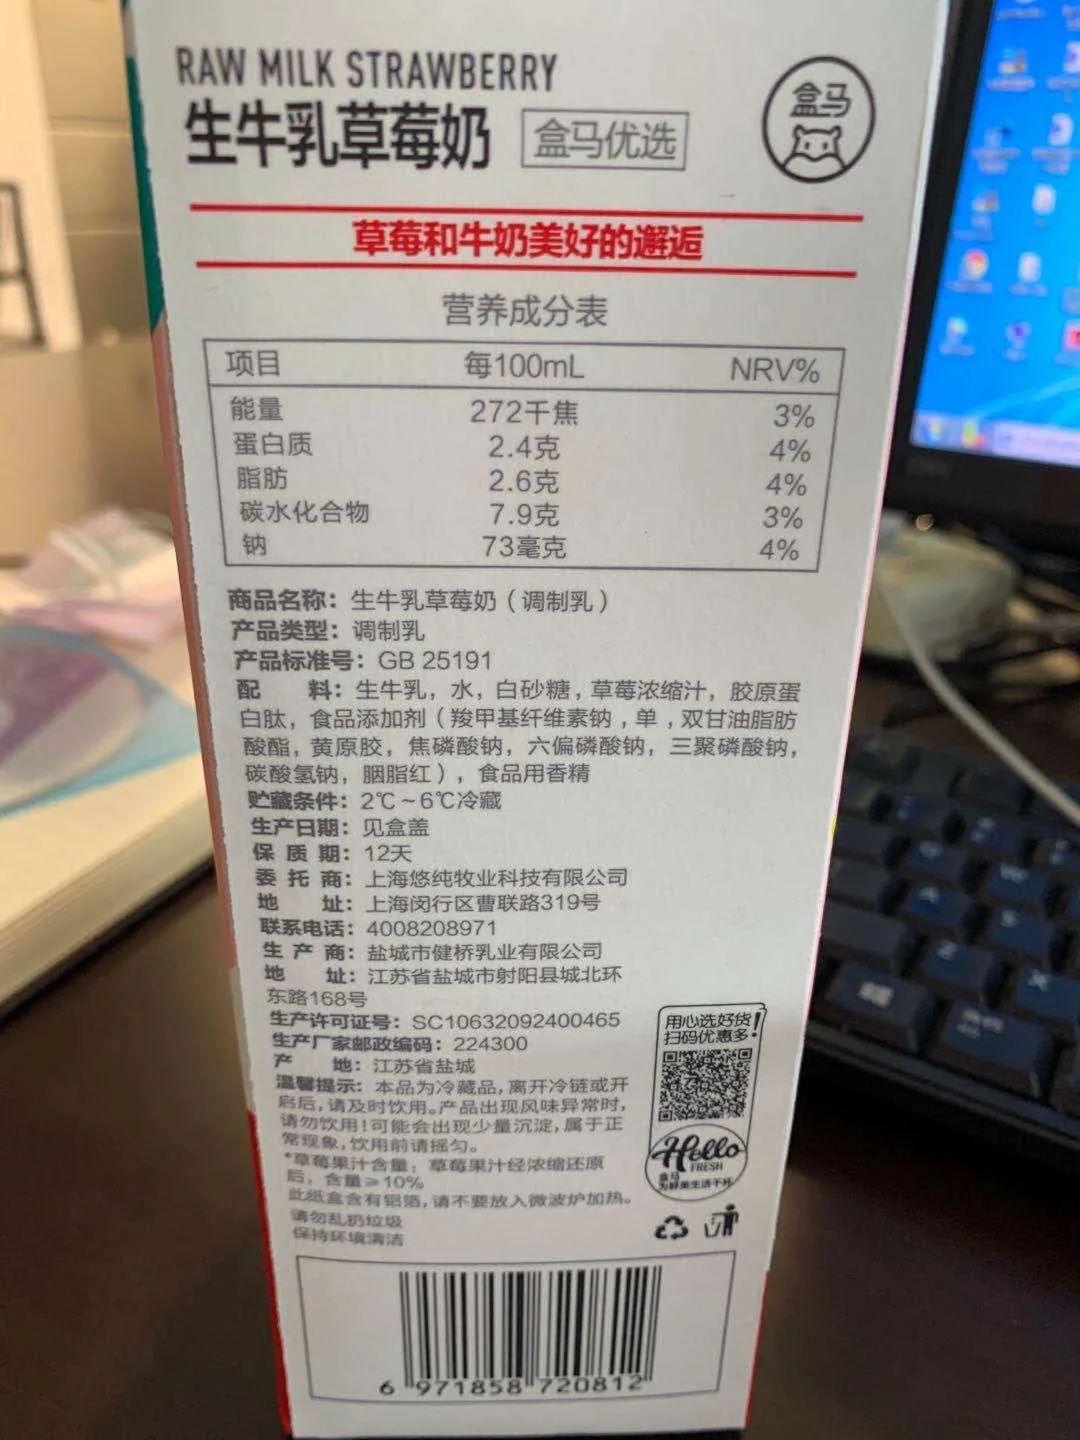 RAW MILK STRAWBERRY
生牛乳草莓奶 盒马优选
盒马
草莓和牛奶美好的邂逅
营养成分表
项目 每100mL NRV%
能量 272千焦 3%
蛋白质 2.4克 4%
脂肪 2.6克 4%
碳水化合物 7.9克 3%
钠 73毫克 4%
商品名称：生牛乳草莓奶（调制乳）
产品类型：调制乳
产品标准号：GB 25191
配 料：生牛乳，水，白砂糖，草莓浓缩汁，胶原蛋
白肽，食品添加剂（羧甲基纤维素钠，单，双甘油脂肪
酸酯，黄原胶，焦磷酸钠，六偏磷酸钠，三聚磷酸钠，
碳酸氢钠，胭脂红），食品用香精
贮藏条件：2℃～6℃冷藏
生产日期：见盒盖
保 质 期：12天
委 托 商：上海悠纯牧业科技有限公司
地 址：上海闵行区曹联路319号
联系电话：4008208971
生 产 商：盐城市健桥乳业有限公司
地 址：江苏省盐城市射阳县城北环
东路168号
生产许可证号：SC10632092400465
生产厂家邮政编码：224300
产 地：江苏省盐城
温馨提示：本品为冷藏品，离开冷链或开
启后，请及时饮用。产品出现风味异常时，
请勿饮用！可能会出现少量沉淀，属于正
常现象，饮用前请摇匀。
*草莓果汁含量：草莓果汁经浓缩还原
后，含量≥10%
此纸盒含有铝箔，请不要放入微波炉加热。
请勿乱扔垃圾
保持环境清洁
用心选好货！
扫码优惠多！
Hello
FRESH
盒马
为鲜美生活干杯
6 971858 720812